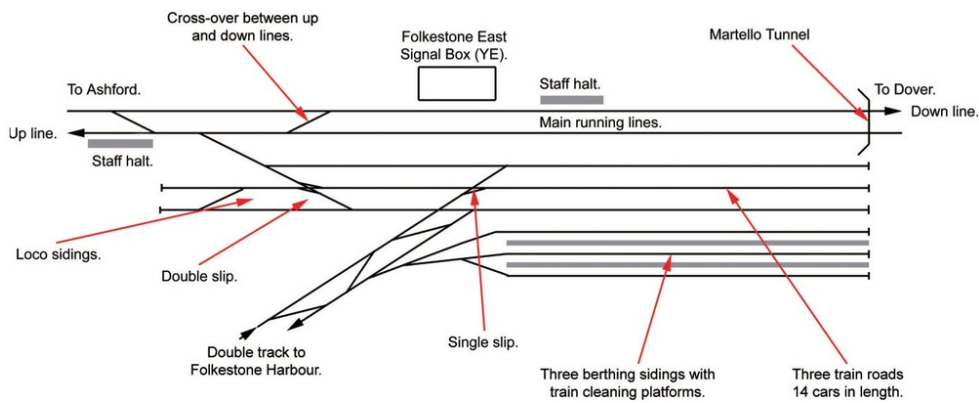 Cross-over between up
and down lines.
Folkestone East
Signal Box (YE).
Martello Tunnel
To Ashford.
Staff halt.
To Dover.
Down line.
Up line.
Main running lines.
Staff halt.
Loco sidings.
Double slip.
Single slip.
Double track to
Folkestone Harbour.
Three berthing sidings with
train cleaning platforms.
Three train roads
14 cars in length.